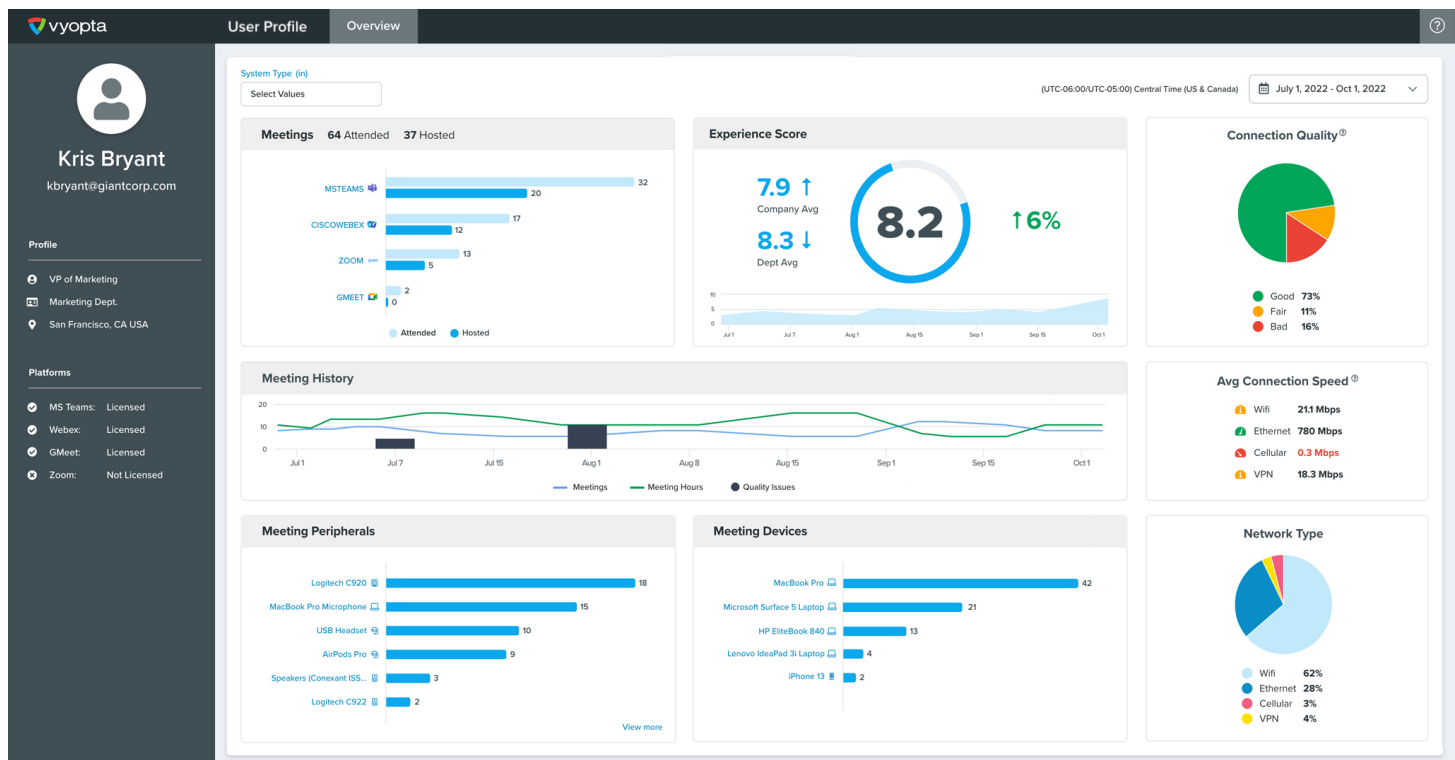 vyopta
User Profile
Overview
Kris Bryant
kbryant@giantcorp.com
Profile
VP of Marketing
Marketing Dept.
San Francisco, CA USA
Platforms
MS Teams: Licensed
Webex: Licensed
GMeet: Licensed
Zoom: Not Licensed
System Type (in)
Select Values
(UTC-06:00/UTC-05:00) Central Time (US & Canada)
July 1, 2022 - Oct 1, 2022
Meetings 64 Attended 37 Hosted
MSTEAMS 32
20
CISCOWEBEX 17
12
ZOOM zoom 13
5
GMEET 2
0
Attended Hosted
Experience Score
7.9 ↑
Company Avg
8.3 ↓
Dept Avg
8.2
↑6%
10
5
0
Jul 1 Jul 7 Aug 1 Aug 15 Sep 1 Sep 15 Oct 1
Connection Quality ?
Good 73%
Fair 11%
Bad 16%
Meeting History
20
10
0
Jul 1 Jul 7 Jul 15 Aug 1 Aug 8 Aug 15 Sep 1 Sep 15 Oct 1
Meetings Meeting Hours Quality Issues
Avg Connection Speed ?
Wifi 21.1 Mbps
Ethernet 780 Mbps
Cellular 0.3 Mbps
VPN 18.3 Mbps
Meeting Peripherals
Logitech C920 18
MacBook Pro Microphone 15
USB Headset 10
AirPods Pro 9
Speakers (Conexant ISS... 3
Logitech C922 2
View more
Meeting Devices
MacBook Pro 42
Microsoft Surface 5 Laptop 21
HP EliteBook 840 13
Lenovo IdeaPad 3i Laptop 4
iPhone 13 2
Network Type
Wifi 62%
Ethernet 28%
Cellular 3%
VPN 4%